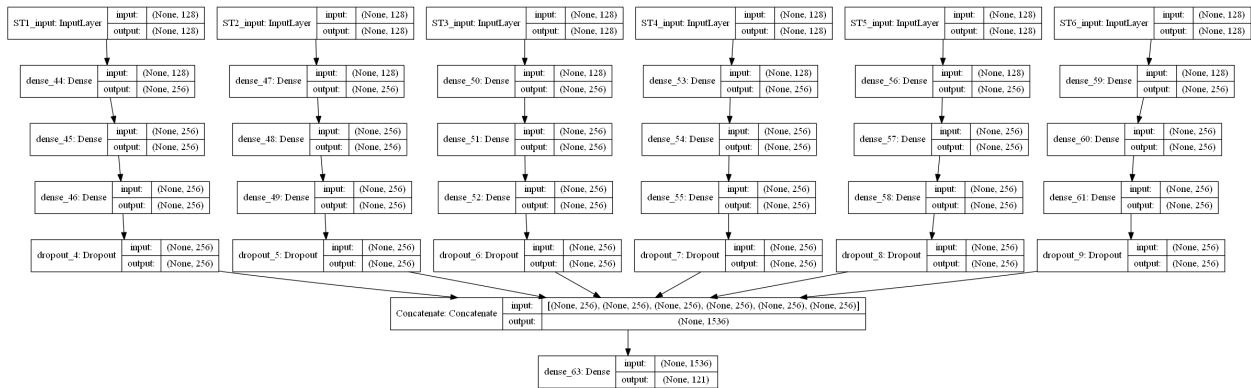 ST1_input: InputLayer input: (None, 128) output: (None, 128)
ST2_input: InputLayer input: (None, 128) output: (None, 128)
ST3_input: InputLayer input: (None, 128) output: (None, 128)
ST4_input: InputLayer input: (None, 128) output: (None, 128)
ST5_input: InputLayer input: (None, 128) output: (None, 128)
ST6_input: InputLayer input: (None, 128) output: (None, 128)
dense_44: Dense input: (None, 128) output: (None, 256)
dense_47: Dense input: (None, 128) output: (None, 256)
dense_50: Dense input: (None, 128) output: (None, 256)
dense_53: Dense input: (None, 128) output: (None, 256)
dense_56: Dense input: (None, 128) output: (None, 256)
dense_59: Dense input: (None, 128) output: (None, 256)
dense_45: Dense input: (None, 256) output: (None, 256)
dense_48: Dense input: (None, 256) output: (None, 256)
dense_51: Dense input: (None, 256) output: (None, 256)
dense_54: Dense input: (None, 256) output: (None, 256)
dense_57: Dense input: (None, 256) output: (None, 256)
dense_60: Dense input: (None, 256) output: (None, 256)
dense_46: Dense input: (None, 256) output: (None, 256)
dense_49: Dense input: (None, 256) output: (None, 256)
dense_52: Dense input: (None, 256) output: (None, 256)
dense_55: Dense input: (None, 256) output: (None, 256)
dense_58: Dense input: (None, 256) output: (None, 256)
dense_61: Dense input: (None, 256) output: (None, 256)
dropout_4: Dropout input: (None, 256) output: (None, 256)
dropout_5: Dropout input: (None, 256) output: (None, 256)
dropout_6: Dropout input: (None, 256) output: (None, 256)
dropout_7: Dropout input: (None, 256) output: (None, 256)
dropout_8: Dropout input: (None, 256) output: (None, 256)
dropout_9: Dropout input: (None, 256) output: (None, 256)
Concatenate: Concatenate input: [(None, 256), (None, 256), (None, 256), (None, 256), (None, 256), (None, 256)] output: (None, 1536)
dense_63: Dense input: (None, 1536) output: (None, 121)